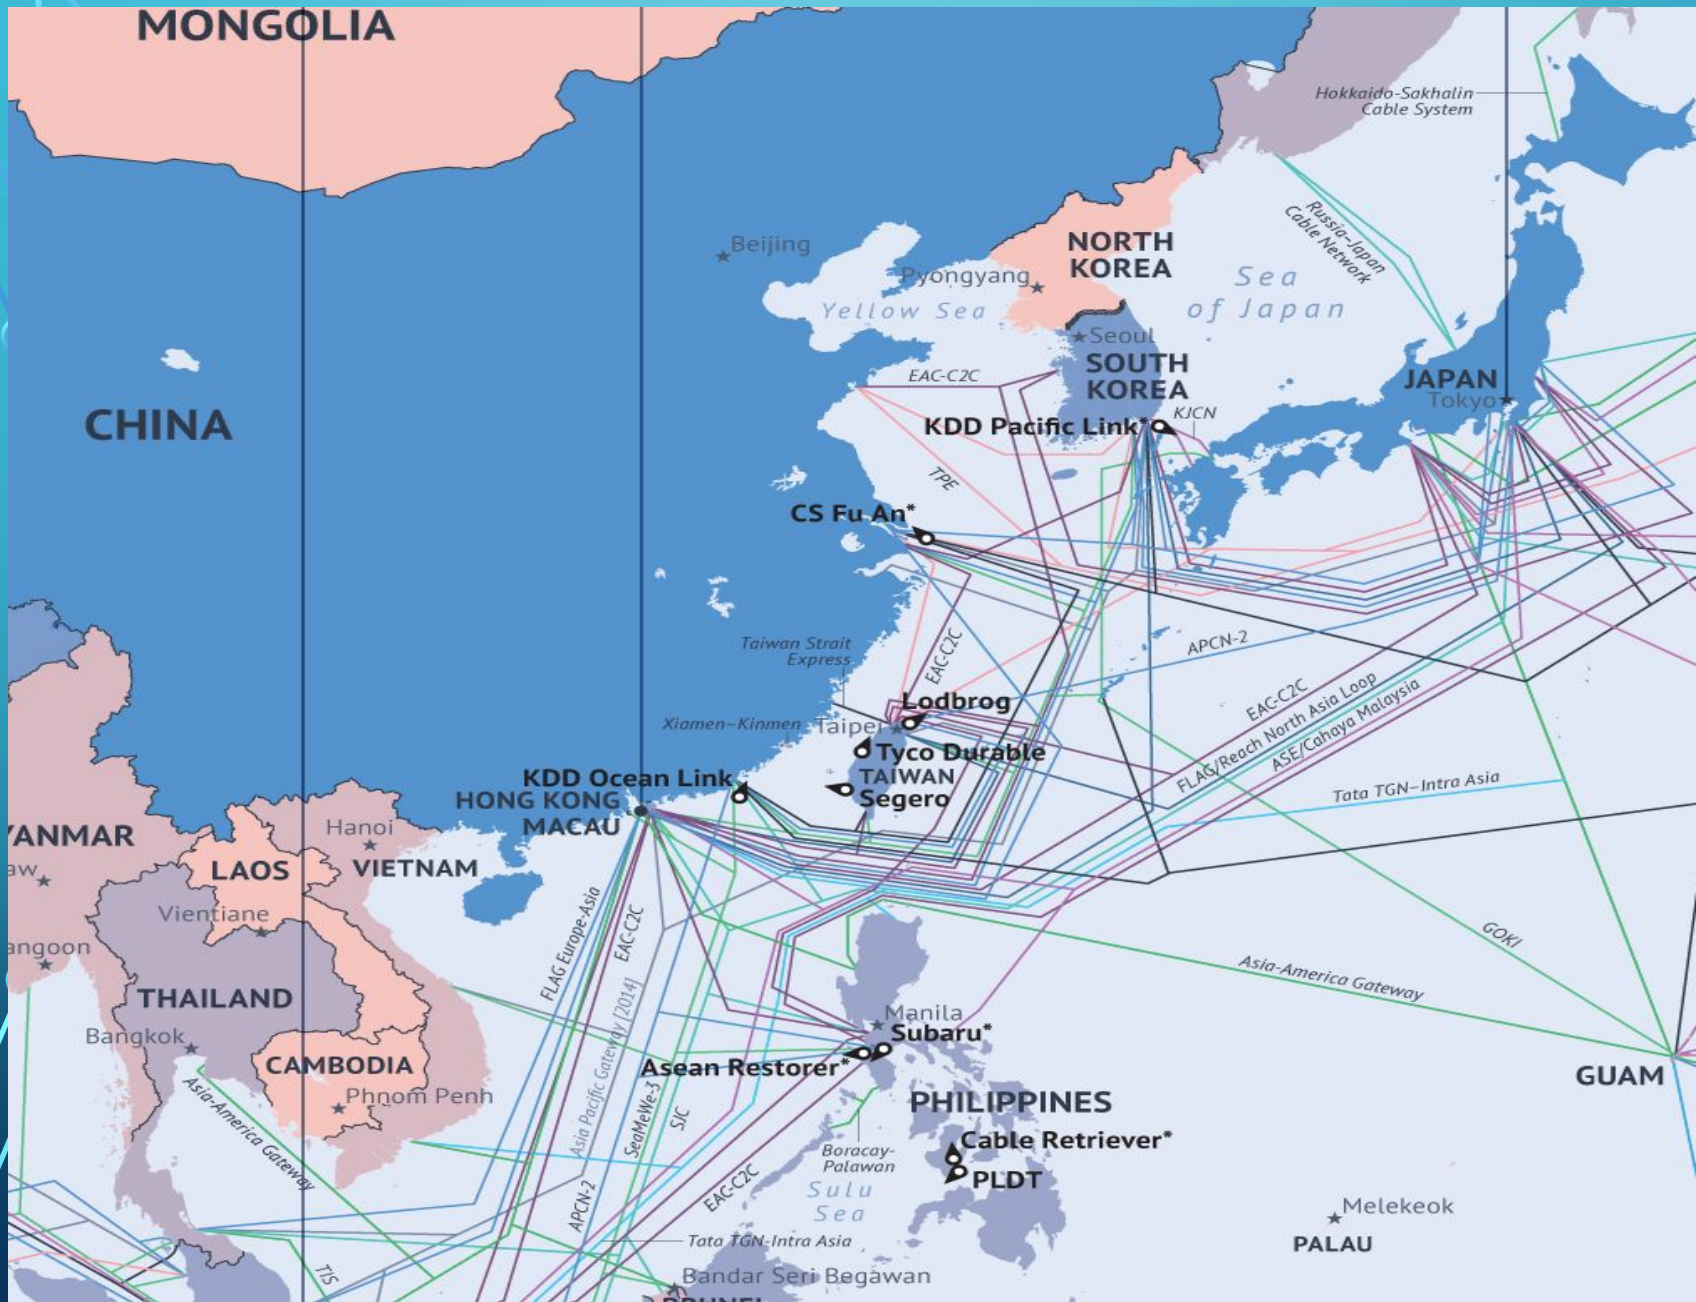 MONGOLIA
Hokkaido-Sakhalin
Cable System
Russia-Japan
Cable Network
Beijing
NORTH
KOREA
Pyongyang
Sea
of Japan
Yellow Sea
Seoul
SOUTH
KOREA
EAC-C2C
JAPAN
Tokyo
CHINA
KDD Pacific Link*
KJCN
TPE
CS Fu An*
Taiwan Strait
Express
EAC-C2C
APCN-2
Lodbrog
Xiamen-Kinmen
Taipei
EAC-C2C
FLAG/Reach North Asia Loop
ASE/Cahaya Malaysia
Tyco Durable
TAIWAN
Segero
KDD Ocean Link
HONG KONG
MACAU
Tata TGN-Intra Asia
YANMAR
Hanoi
LAOS
VIETNAM
aw
Vientiane
FLAG Europe-Asia
EAC-C2C
GOKI
angoon
Asia-America Gateway
THAILAND
Manila
Subaru*
Bangkok
Asean Restorer*
CAMBODIA
Asia Pacific Gateway (2014)
GUAM
Phnom Penh
Asia-America Gateway
SeaMeWe-3
SJC
PHILIPPINES
Cable Retriever*
PLDT
Boracay-
Palawan
Sulu
Sea
EAC-C2C
APCN-2
Melekeok
PALAU
Tata TGN-Intra Asia
TIS
Bandar Seri Begawan
BRUNEI